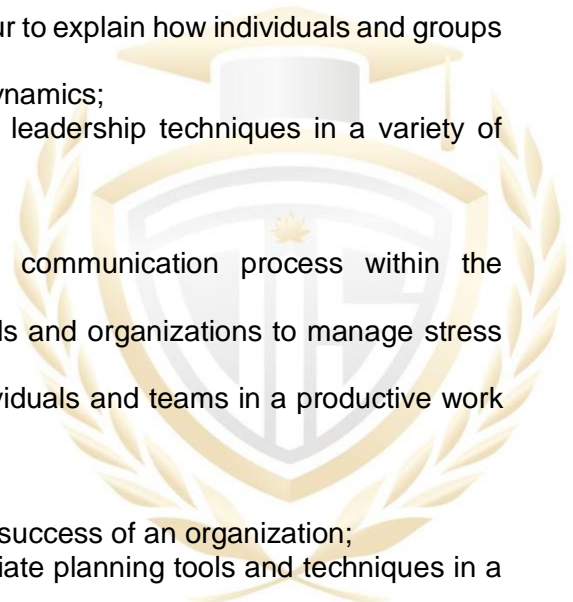 ur to explain how individuals and groups
ynamics;
leadership techniques in a variety of
communication process within the
ls and organizations to manage stress
viduals and teams in a productive work
success of an organization;
iate planning tools and techniques in a